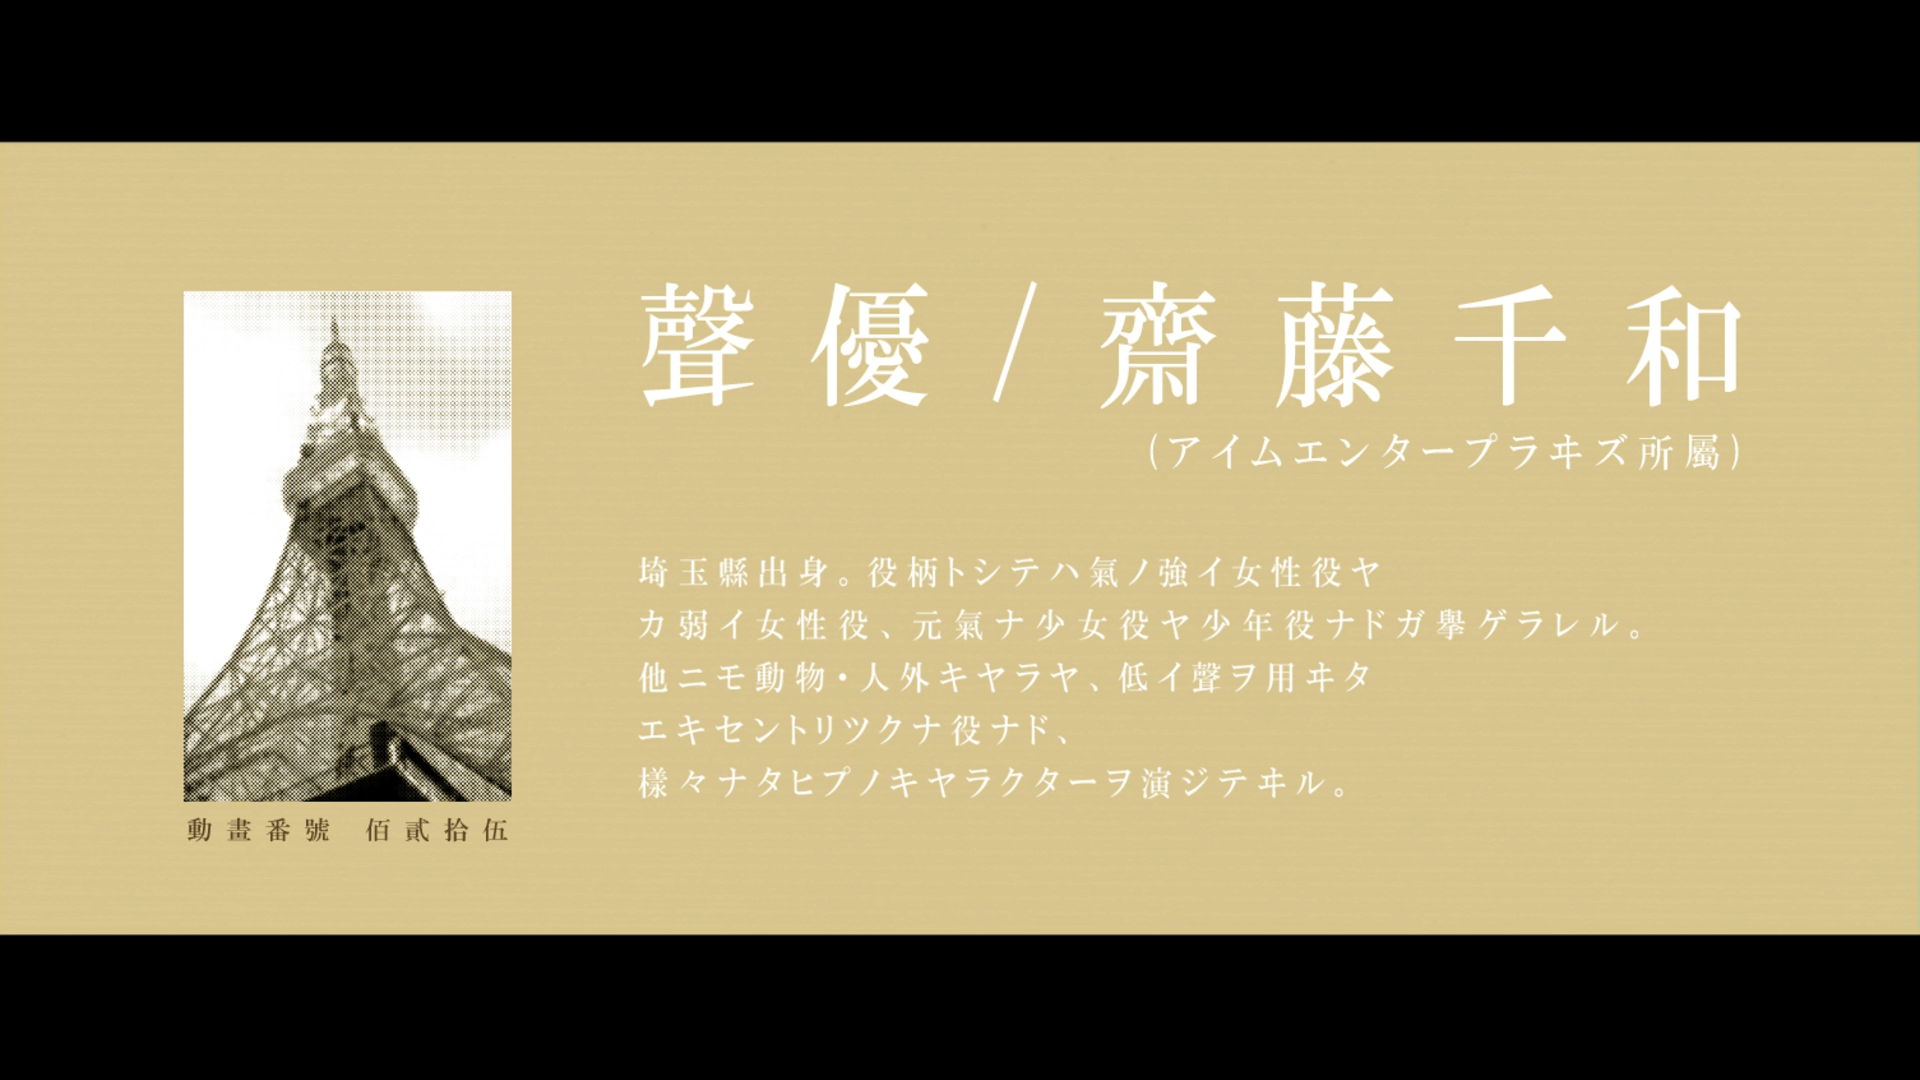 聲優/齋藤千和
(アイムエンタープラヰズ所屬)
埼玉縣出身。役柄トシテハ氣ノ強イ女性役ヤ
カ弱イ女性役、元氣ナ少女役ヤ少年役ナドガ擧ゲラレル。
他ニモ動物・人外キヤラヤ、低イ聲ヲ用ヰタ
エキセントリツクナ役ナド、
樣々ナタヒプノキヤラクターヲ演ジテヰル。
動畫番號 佰貳拾伍